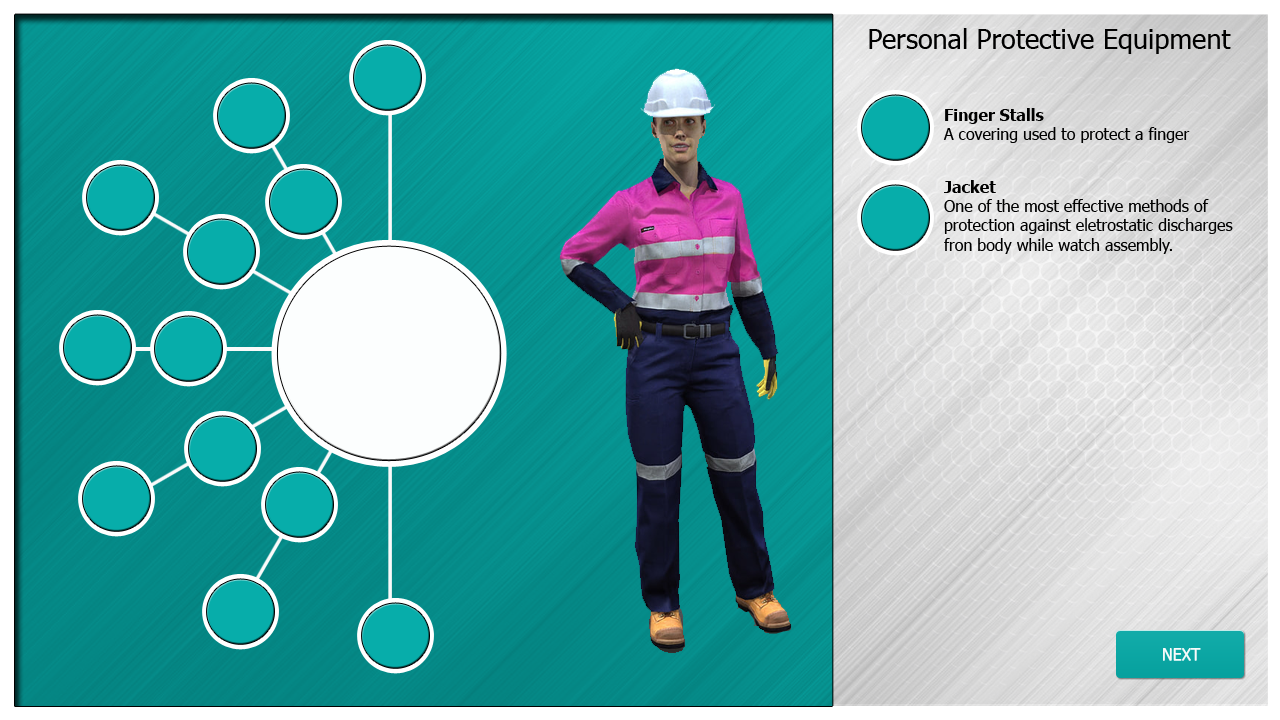 Personal Protective Equipment
Finger Stalls
A covering used to protect a finger
Jacket
One of the most effective methods of
protection against eletrostatic discharges
fron body while watch assembly.
NEXT